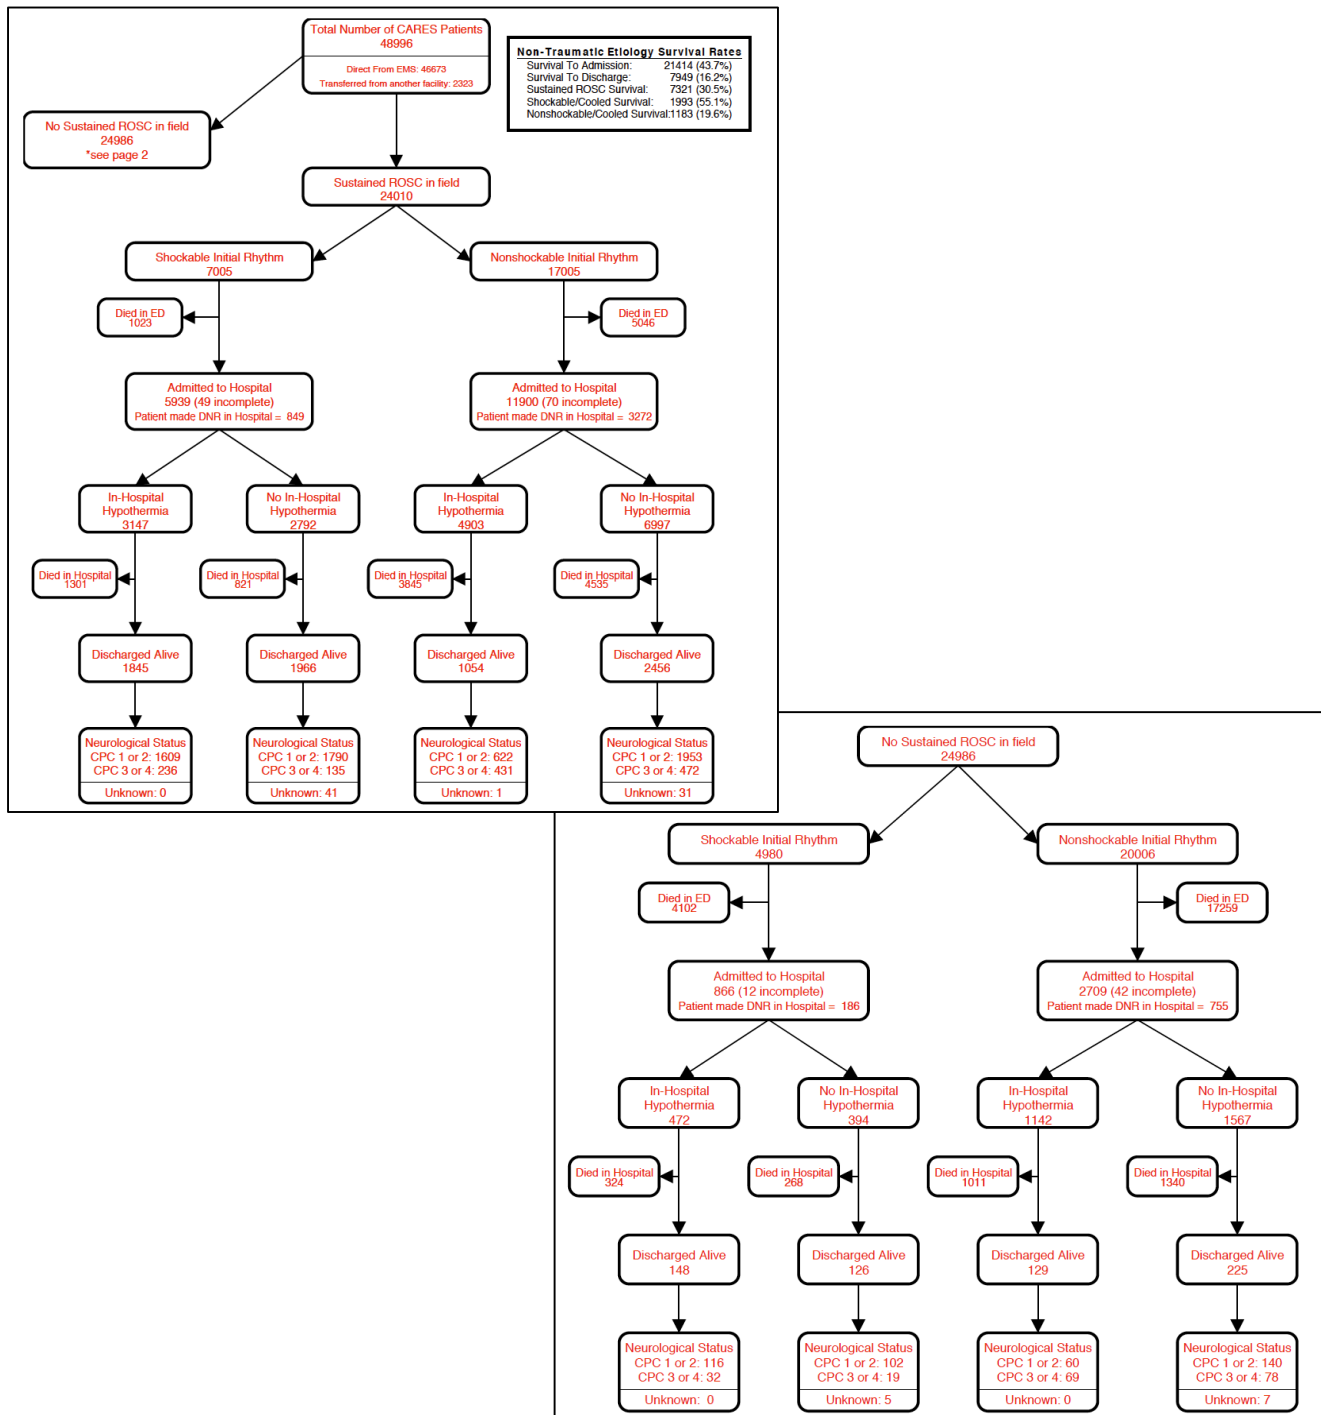 Total Number of CARES Patients
48996
Direct From EMS: 46673
Transferred from another facility: 2323
Non-Traumatic Etiology Survival Rates
Survival To Admission: 21414 (43.7%)
Survival To Discharge: 7949 (16.2%)
Sustained ROSC Survival: 7321 (30.5%)
Shockable/Cooled Survival: 1993 (55.1%)
Nonshockable/Cooled Survival:1183 (19.6%)
No Sustained ROSC in field
24986
*see page 2
Sustained ROSC in field
24010
Shockable Initial Rhythm
7005
Nonshockable Initial Rhythm
17005
Died in ED
1023
Died in ED
5046
Admitted to Hospital
5939 (49 incomplete)
Patient made DNR in Hospital = 849
Admitted to Hospital
11900 (70 incomplete)
Patient made DNR in Hospital = 3272
In-Hospital
Hypothermia
3147
No In-Hospital
Hypothermia
2792
In-Hospital
Hypothermia
4903
No In-Hospital
Hypothermia
6997
Died in Hospital
1301
Died in Hospital
821
Died in Hospital
3845
Died in Hospital
4535
Discharged Alive
1845
Discharged Alive
1966
Discharged Alive
1054
Discharged Alive
2456
Neurological Status
CPC 1 or 2: 1609
CPC 3 or 4: 236
Unknown: 0
Neurological Status
CPC 1 or 2: 1790
CPC 3 or 4: 135
Unknown: 41
Neurological Status
CPC 1 or 2: 622
CPC 3 or 4: 431
Unknown: 1
Neurological Status
CPC 1 or 2: 1953
CPC 3 or 4: 472
Unknown: 31
No Sustained ROSC in field
24986
Shockable Initial Rhythm
4980
Nonshockable Initial Rhythm
20006
Died in ED
4102
Died in ED
17259
Admitted to Hospital
866 (12 incomplete)
Patient made DNR in Hospital = 186
Admitted to Hospital
2709 (42 incomplete)
Patient made DNR in Hospital = 755
In-Hospital
Hypothermia
472
No In-Hospital
Hypothermia
394
In-Hospital
Hypothermia
1142
No In-Hospital
Hypothermia
1567
Died in Hospital
324
Died in Hospital
268
Died in Hospital
1011
Died in Hospital
1340
Discharged Alive
148
Discharged Alive
126
Discharged Alive
129
Discharged Alive
225
Neurological Status
CPC 1 or 2: 116
CPC 3 or 4: 32
Unknown: 0
Neurological Status
CPC 1 or 2: 102
CPC 3 or 4: 19
Unknown: 5
Neurological Status
CPC 1 or 2: 60
CPC 3 or 4: 69
Unknown: 0
Neurological Status
CPC 1 or 2: 140
CPC 3 or 4: 78
Unknown: 7